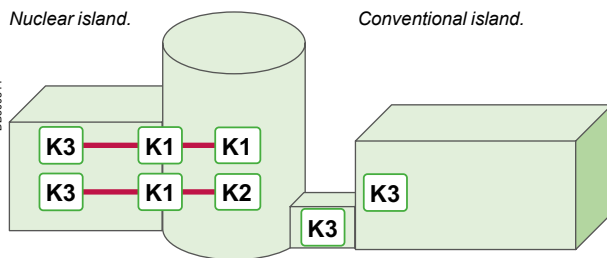 Nuclear island.
Conventional island.
K3 K1 K1
K3 K1 K2
K3
K3